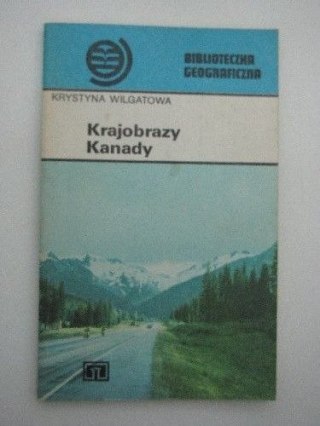 BIBLIOTECZKA
GEOGRAFICZNA
KRYSTYNA WILGATOWA
Krajobrazy
Kanady